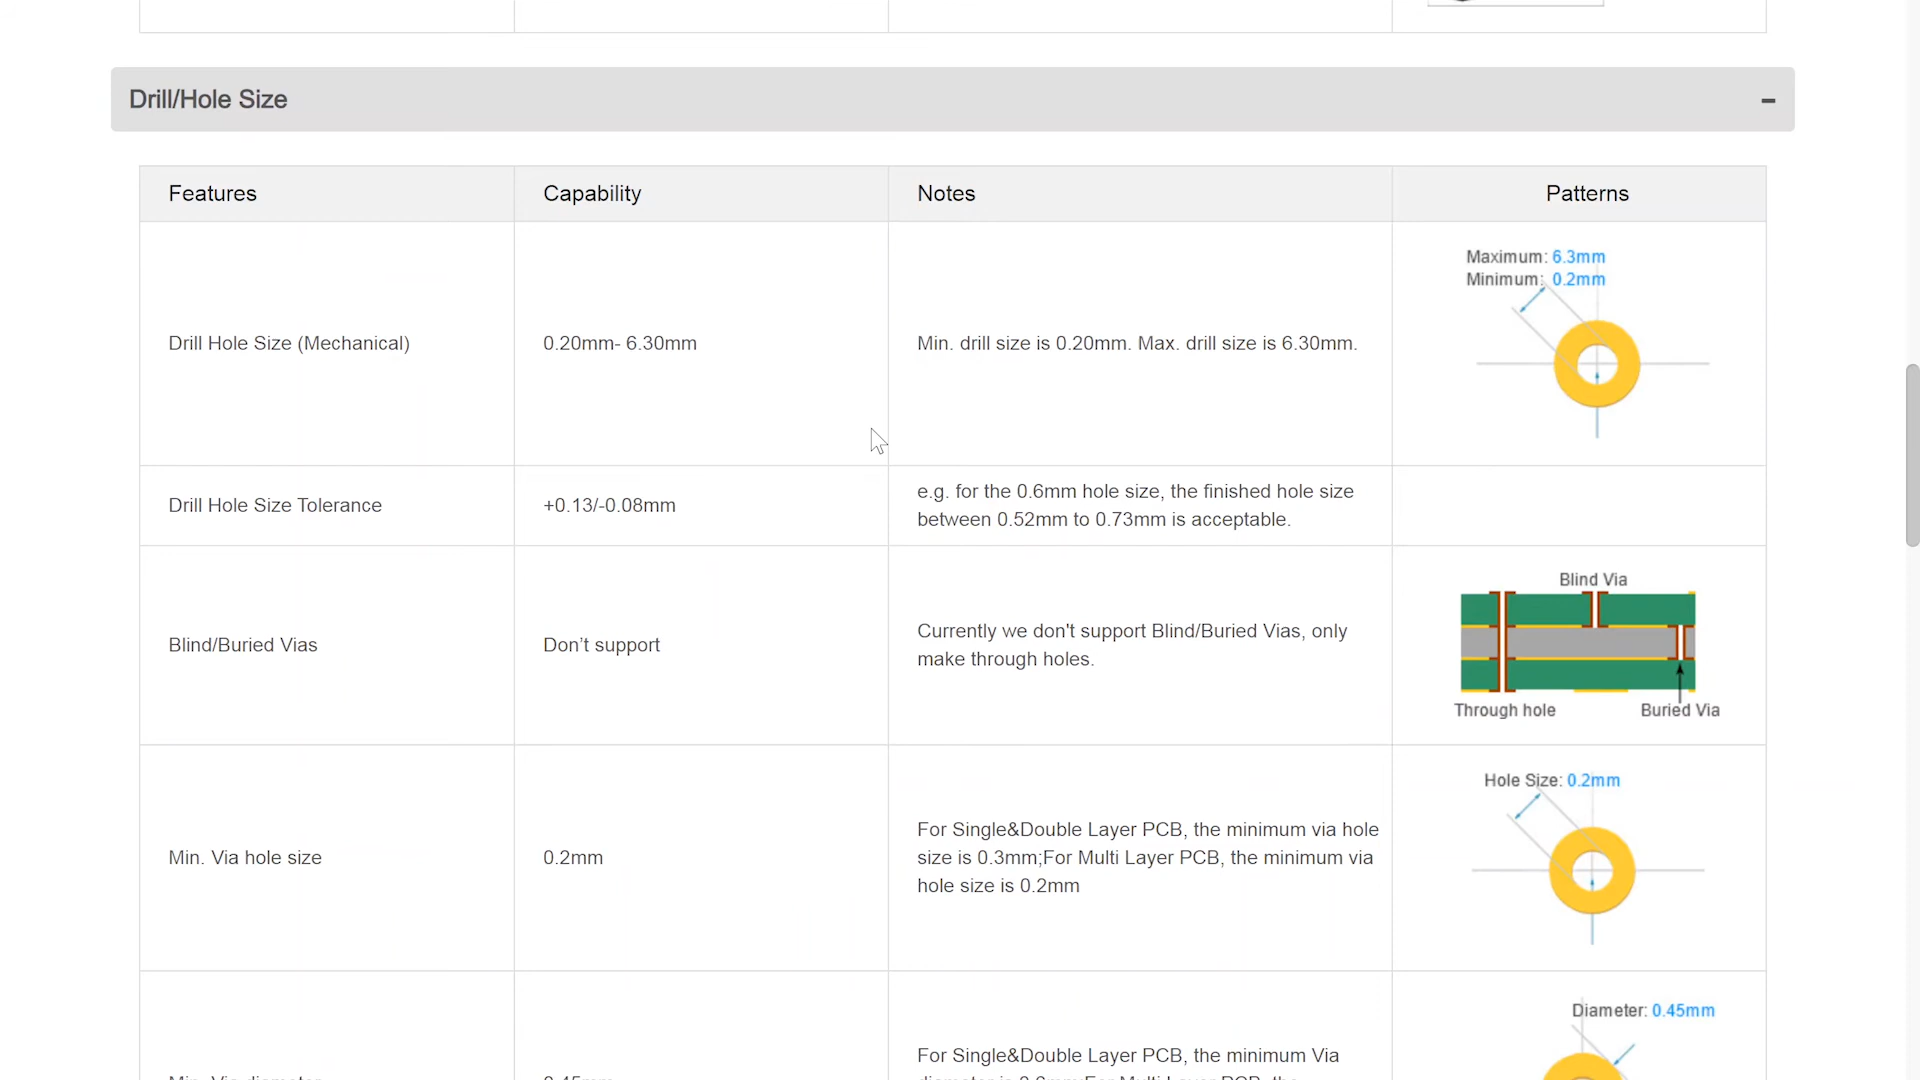 Drill/Hole Size
Features
Capability
Notes
Patterns
Drill Hole Size (Mechanical)
0.20mm- 6.30mm
Min. drill size is 0.20mm. Max. drill size is 6.30mm.
Maximum: 6.3mm
Minimum: 0.2mm
Drill Hole Size Tolerance
+0.13/-0.08mm
e.g. for the 0.6mm hole size, the finished hole size
between 0.52mm to 0.73mm is acceptable.
Blind/Buried Vias
Don’t support
Currently we don't support Blind/Buried Vias, only
make through holes.
Blind Via
Through hole
Buried Via
Min. Via hole size
0.2mm
For Single&Double Layer PCB, the minimum via hole
size is 0.3mm;For Multi Layer PCB, the minimum via
hole size is 0.2mm
Hole Size: 0.2mm
Min. Via diameter
0.45mm
For Single&Double Layer PCB, the minimum Via
Diameter: 0.45mm